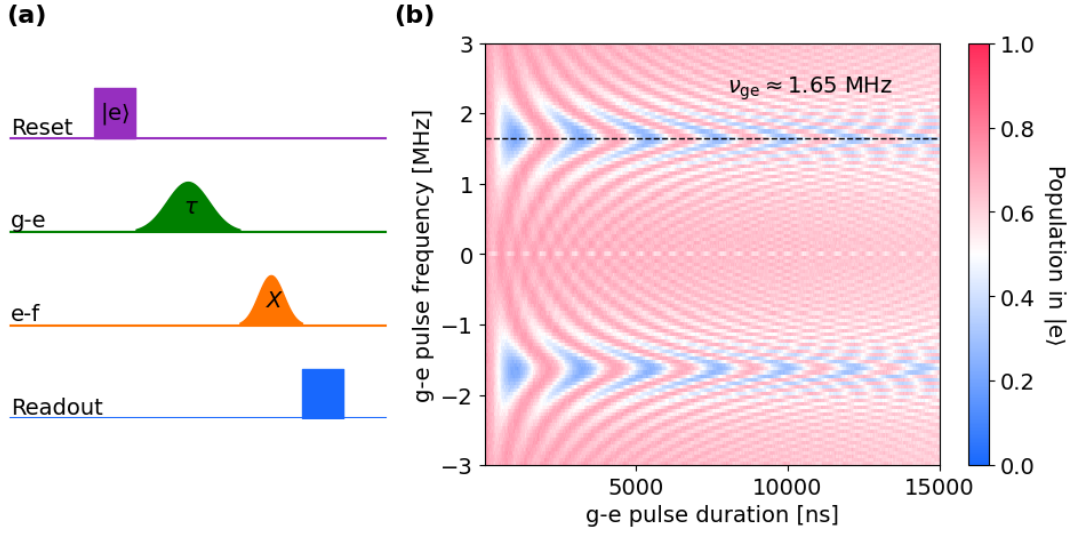 (a)
Reset
|e⟩
g-e
τ
e-f
X
Readout
(b)
g-e pulse frequency [MHz]
3
2
1
0
−1
−2
−3
ν_ge ≈ 1.65 MHz
5000
10000
15000
g-e pulse duration [ns]
1.0
0.8
0.6
0.4
0.2
0.0
Population in |e⟩